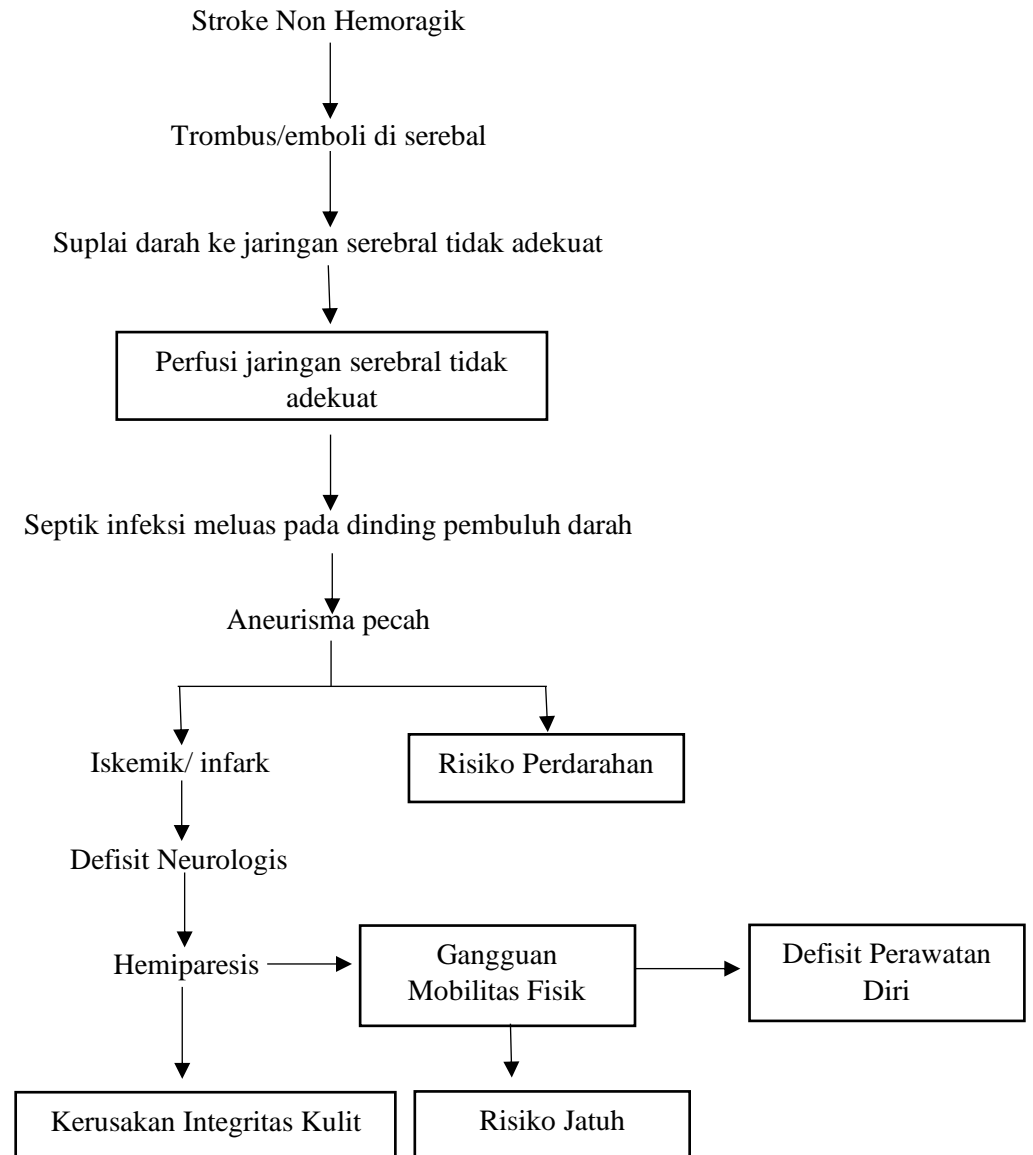 Stroke Non Hemoragik
Trombus/emboli di serebal
Suplai darah ke jaringan serebral tidak adekuat
Perfusi jaringan serebral tidak
adekuat
Septik infeksi meluas pada dinding pembuluh darah
Aneurisma pecah
Iskemik/ infark
Risiko Perdarahan
Defisit Neurologis
Hemiparesis
Gangguan
Mobilitas Fisik
Defisit Perawatan
Diri
Kerusakan Integritas Kulit
Risiko Jatuh